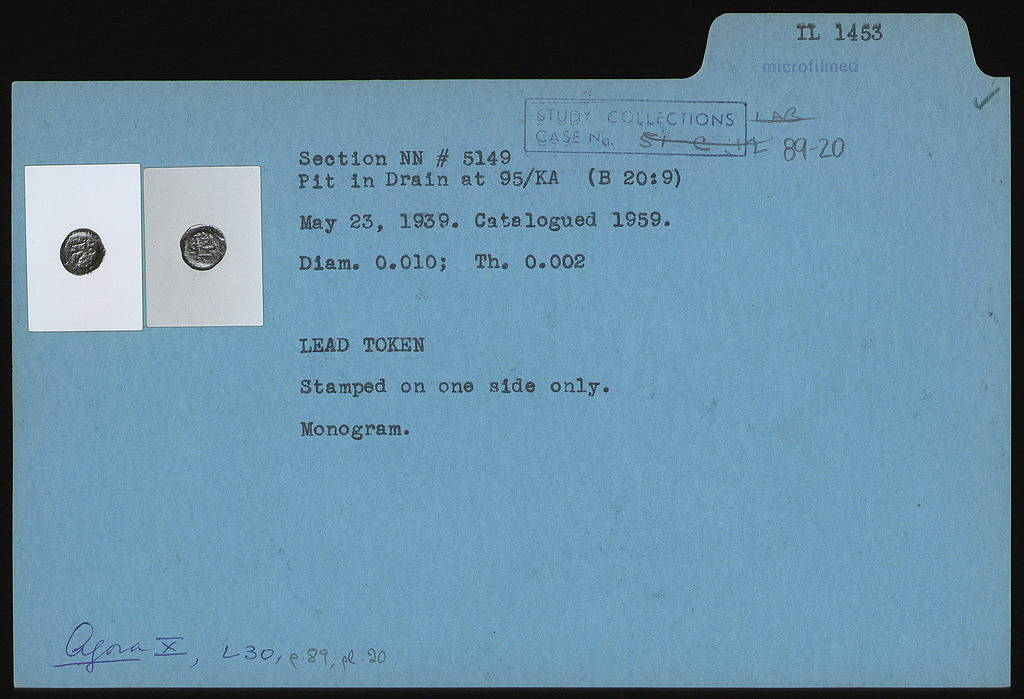 IL 1453
microfilmed
STUDY COLLECTIONS LAB
CASE No. 89-20
Section NN # 5149
Pit in Drain at 95/KA (B 20:9)
May 23, 1939. Catalogued 1959.
Diam. 0.010; Th. 0.002
LEAD TOKEN
Stamped on one side only.
Monogram.
Agora X, L30, p. 89, pl. 20